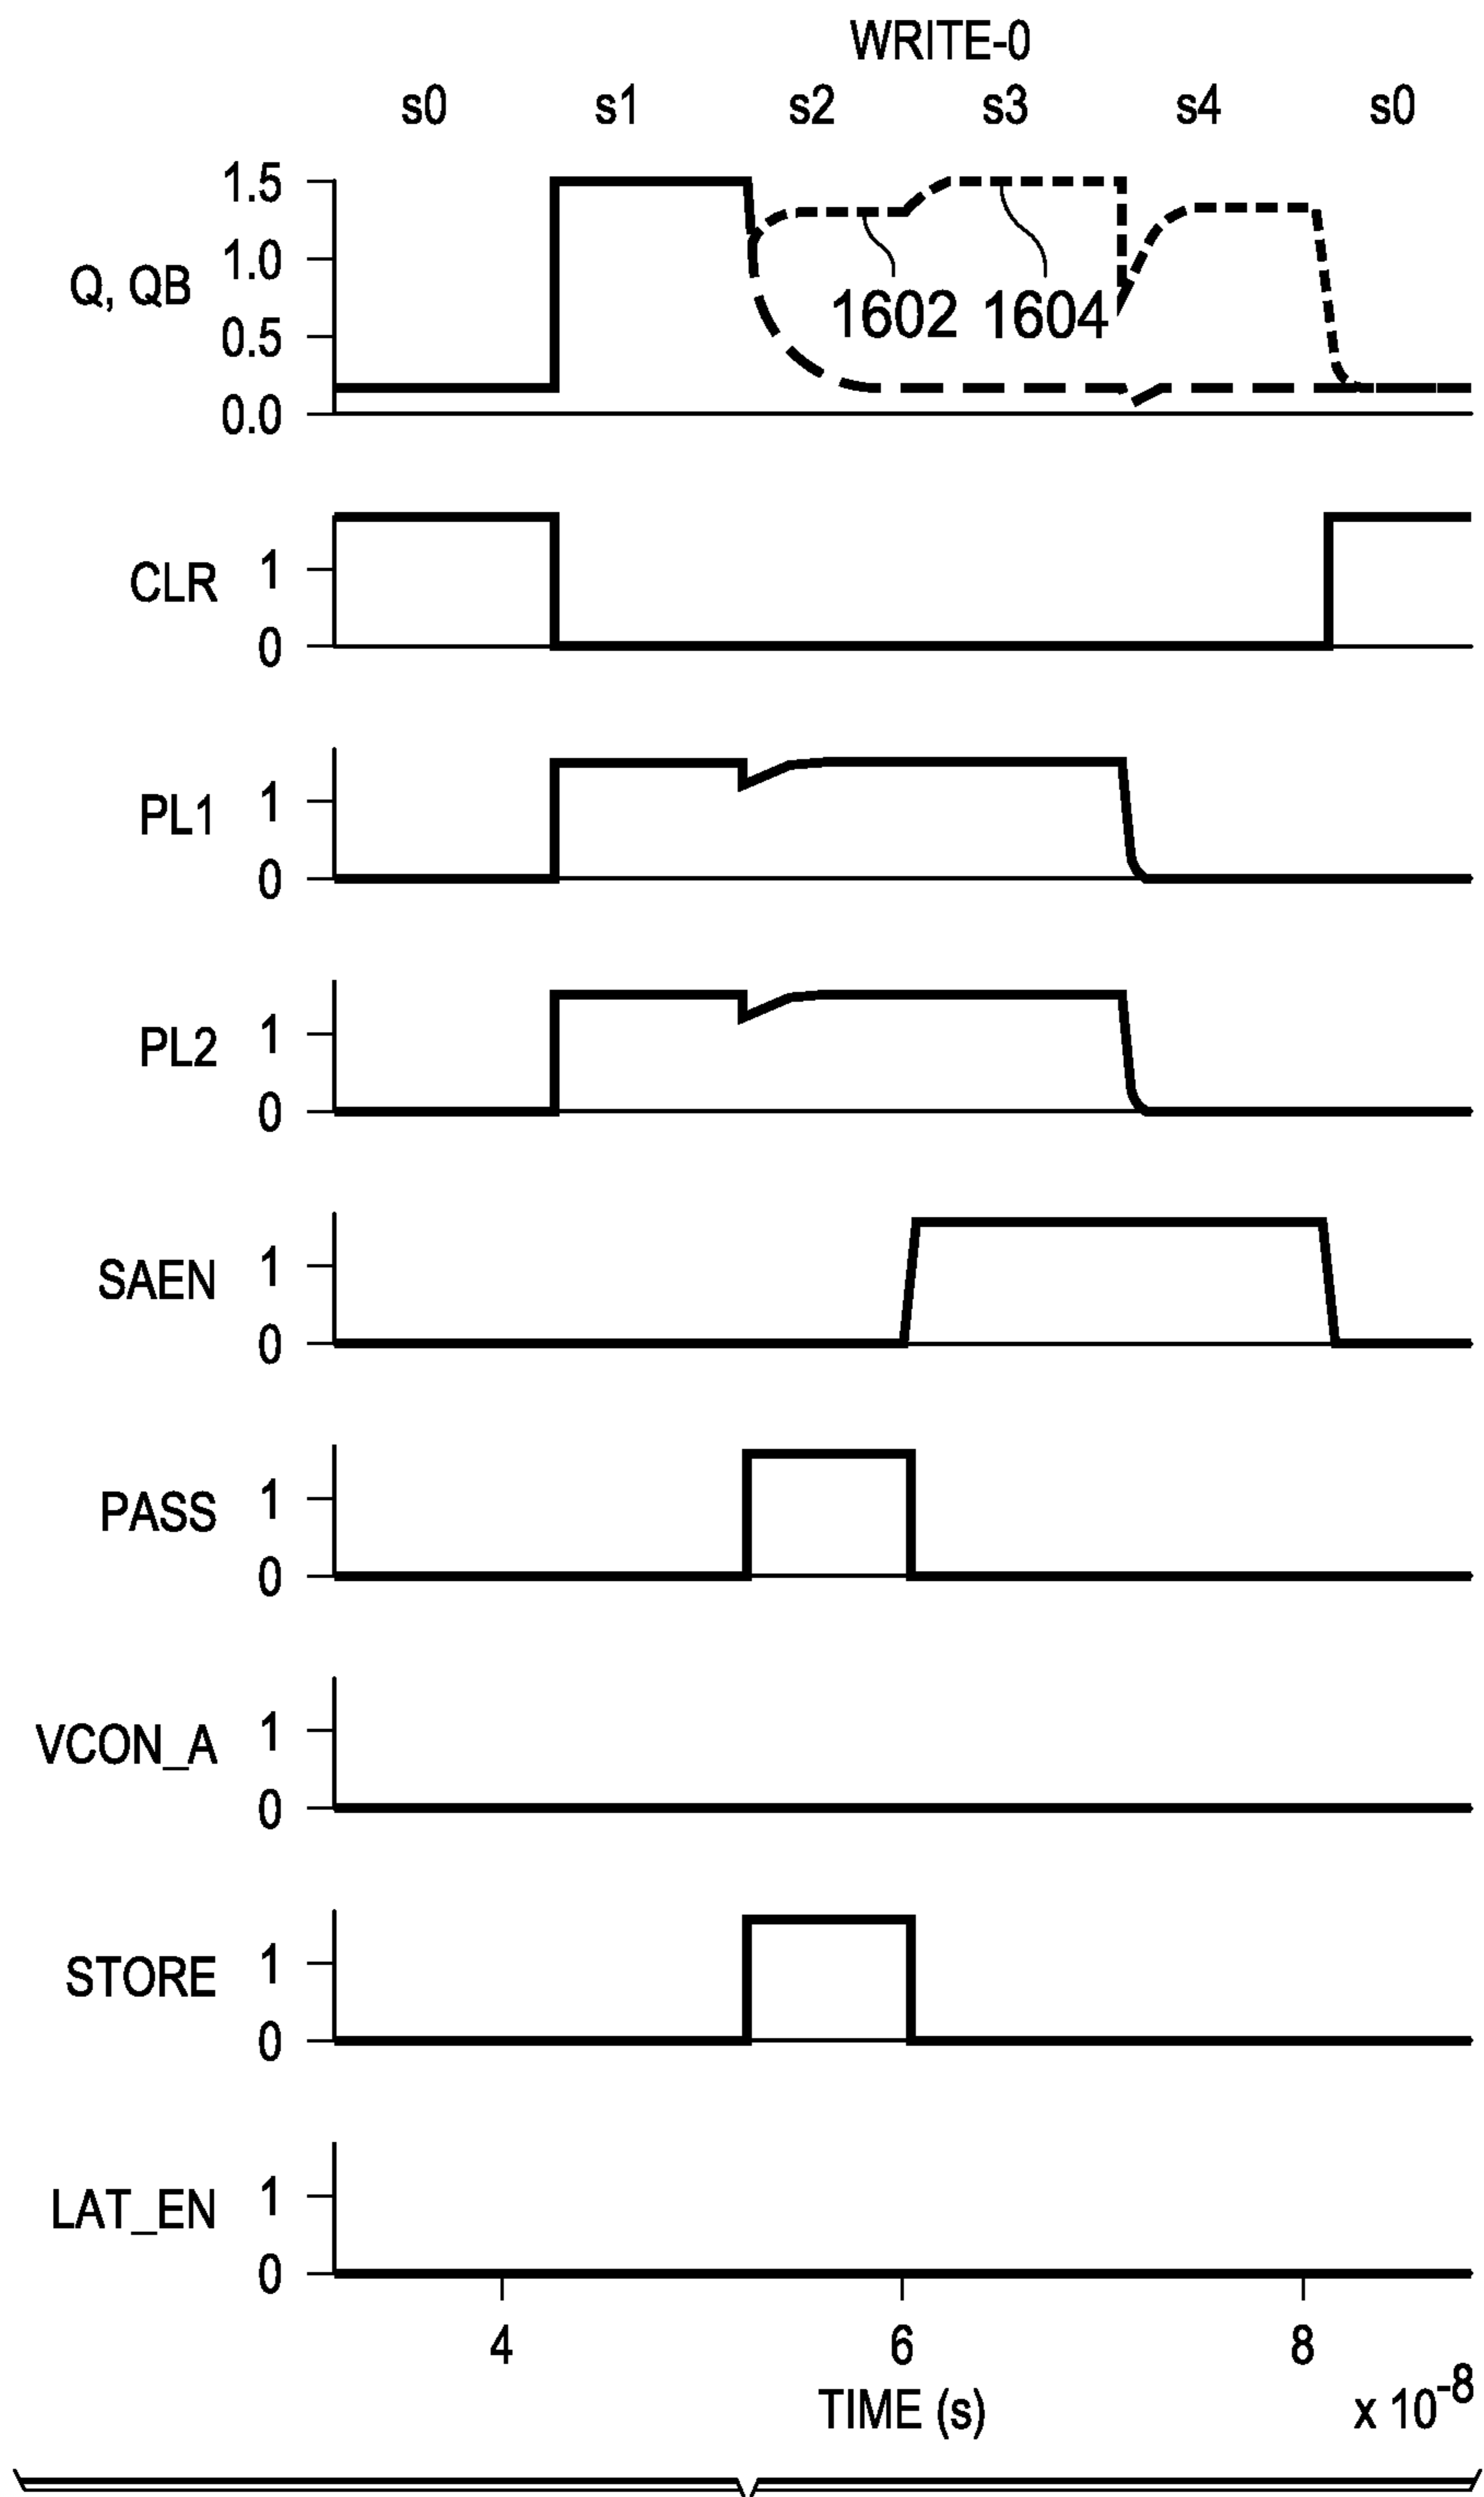 WRITE-0
s0 s1 s2 s3 s4 s0
1.5
1.0
Q, QB
1602 1604
0.5
0.0
1
CLR
0
1
PL1
0
1
PL2
0
1
SAEN
0
1
PASS
0
1
VCON_A
0
1
STORE
0
1
LAT_EN
0
4 6 8
TIME (s) x 10-8